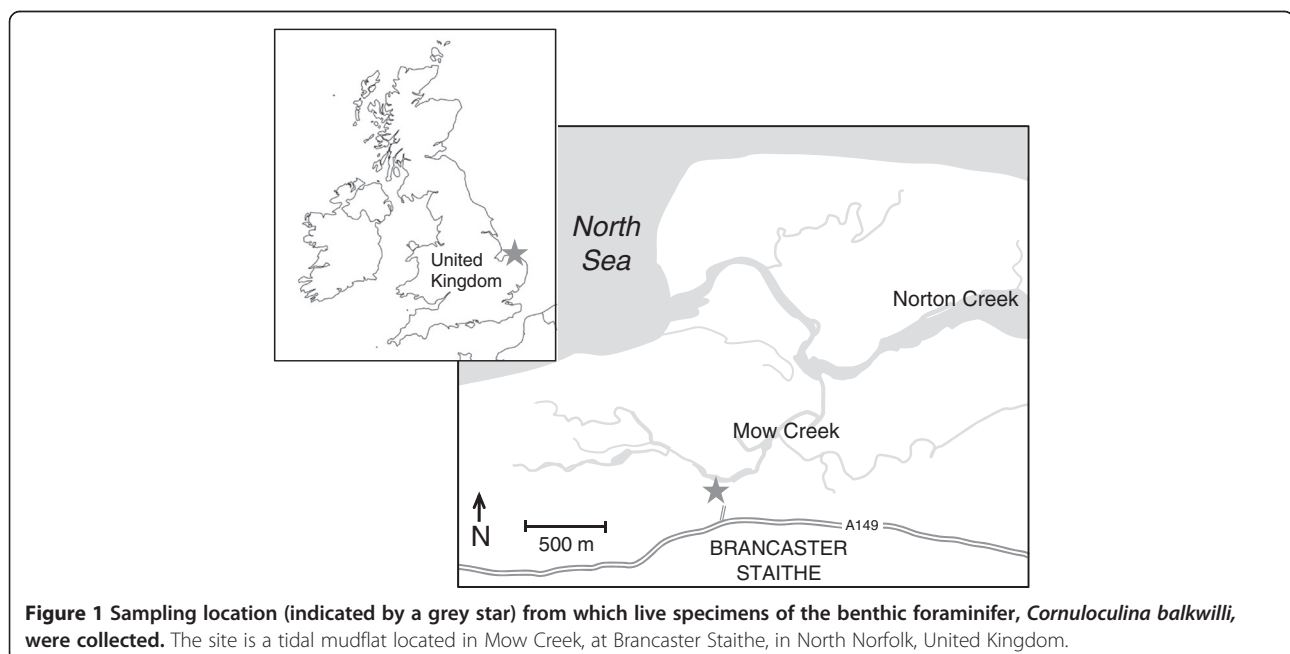 United
Kingdom
North
Sea
Norton Creek
Mow Creek
N
500 m
A149
BRANCASTER
STAITHE
Figure 1 Sampling location (indicated by a grey star) from which live specimens of the benthic foraminifer, Cornuloculina balkwilli,
were collected. The site is a tidal mudflat located in Mow Creek, at Brancaster Staithe, in North Norfolk, United Kingdom.